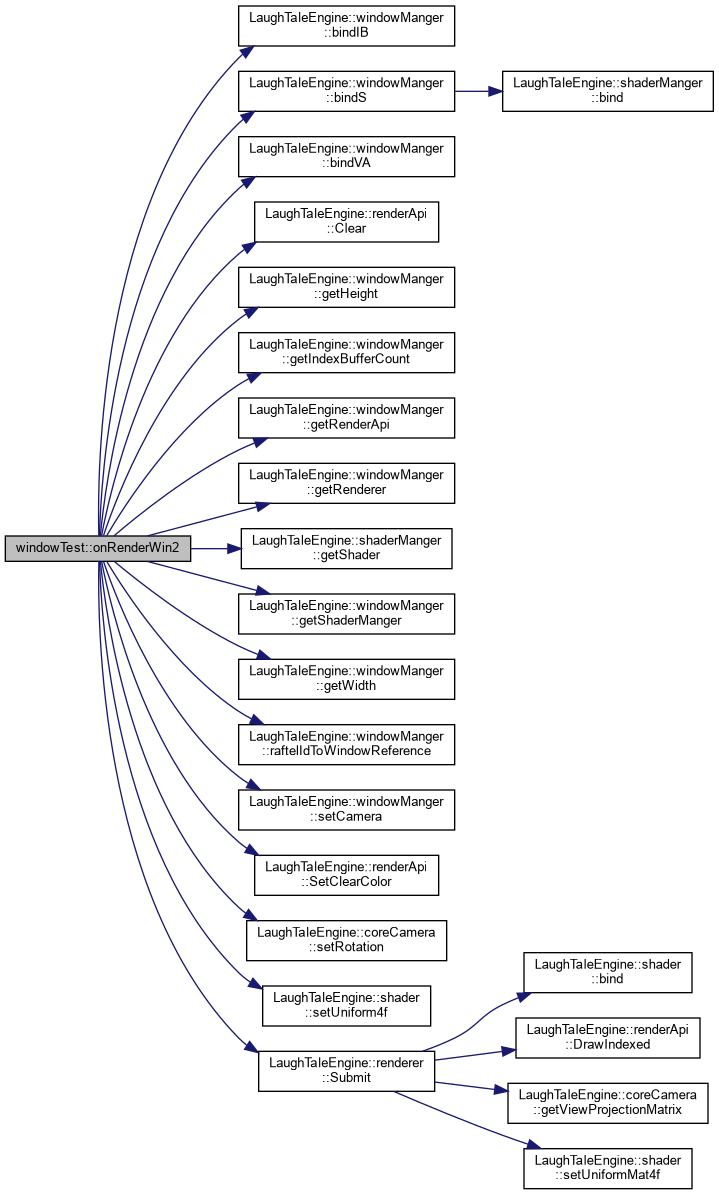 LaughTaleEngine::windowManger
::bindIB
LaughTaleEngine::windowManger
::bindS
LaughTaleEngine::shaderManger
::bind
LaughTaleEngine::windowManger
::bindVA
LaughTaleEngine::renderApi
::Clear
LaughTaleEngine::windowManger
::getHeight
LaughTaleEngine::windowManger
::getIndexBufferCount
LaughTaleEngine::windowManger
::getRenderApi
LaughTaleEngine::windowManger
::getRenderer
windowTest::onRenderWin2
LaughTaleEngine::shaderManger
::getShader
LaughTaleEngine::windowManger
::getShaderManger
LaughTaleEngine::windowManger
::getWidth
LaughTaleEngine::windowManger
::raftelIdToWindowReference
LaughTaleEngine::windowManger
::setCamera
LaughTaleEngine::renderApi
::SetClearColor
LaughTaleEngine::coreCamera
::setRotation
LaughTaleEngine::shader
::setUniform4f
LaughTaleEngine::renderer
::Submit
LaughTaleEngine::shader
::bind
LaughTaleEngine::renderApi
::DrawIndexed
LaughTaleEngine::coreCamera
::getViewProjectionMatrix
LaughTaleEngine::shader
::setUniformMat4f